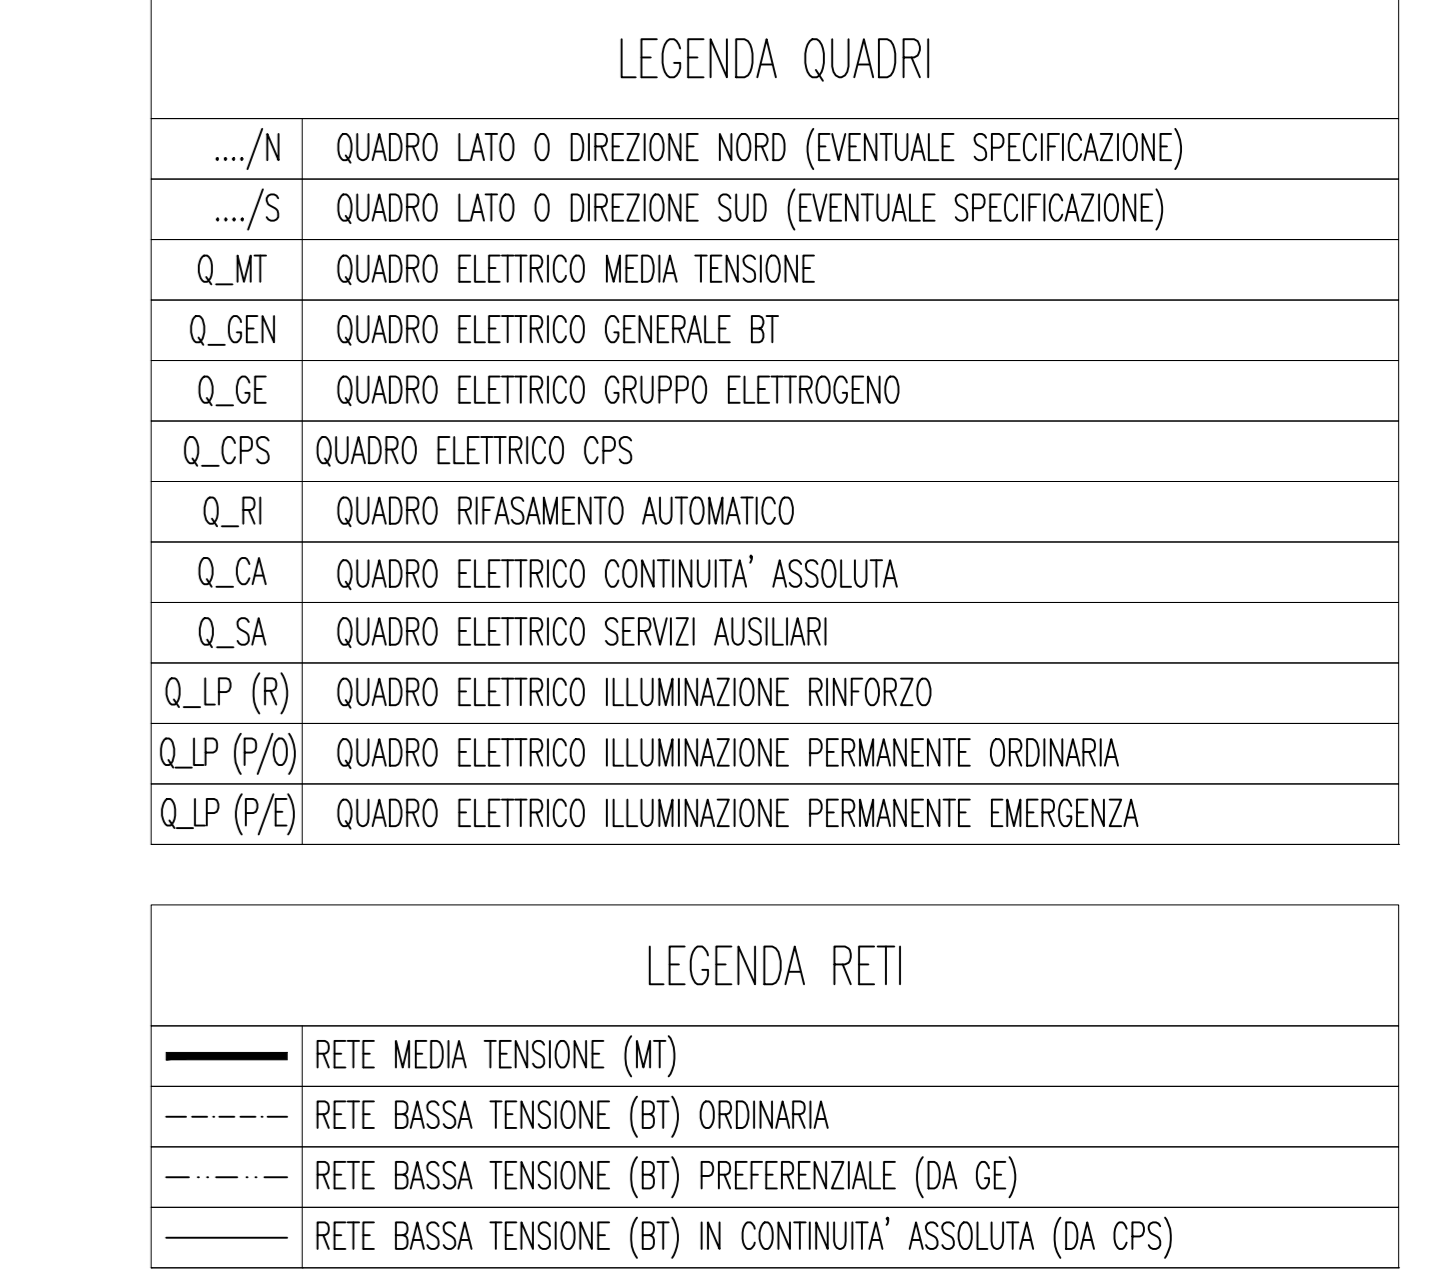 LEGENDA QUADRI
..../N QUADRO LATO O DIREZIONE NORD (EVENTUALE SPECIFICAZIONE)
..../S QUADRO LATO O DIREZIONE SUD (EVENTUALE SPECIFICAZIONE)
Q_MT QUADRO ELETTRICO MEDIA TENSIONE
Q_GEN QUADRO ELETTRICO GENERALE BT
Q_GE QUADRO ELETTRICO GRUPPO ELETTROGENO
Q_CPS QUADRO ELETTRICO CPS
Q_RI QUADRO RIFASAMENTO AUTOMATICO
Q_CA QUADRO ELETTRICO CONTINUITA' ASSOLUTA
Q_SA QUADRO ELETTRICO SERVIZI AUSILIARI
Q_LP (R) QUADRO ELETTRICO ILLUMINAZIONE RINFORZO
Q_LP (P/O) QUADRO ELETTRICO ILLUMINAZIONE PERMANENTE ORDINARIA
Q_LP (P/E) QUADRO ELETTRICO ILLUMINAZIONE PERMANENTE EMERGENZA
LEGENDA RETI
RETE MEDIA TENSIONE (MT)
RETE BASSA TENSIONE (BT) ORDINARIA
RETE BASSA TENSIONE (BT) PREFERENZIALE (DA GE)
RETE BASSA TENSIONE (BT) IN CONTINUITA' ASSOLUTA (DA CPS)